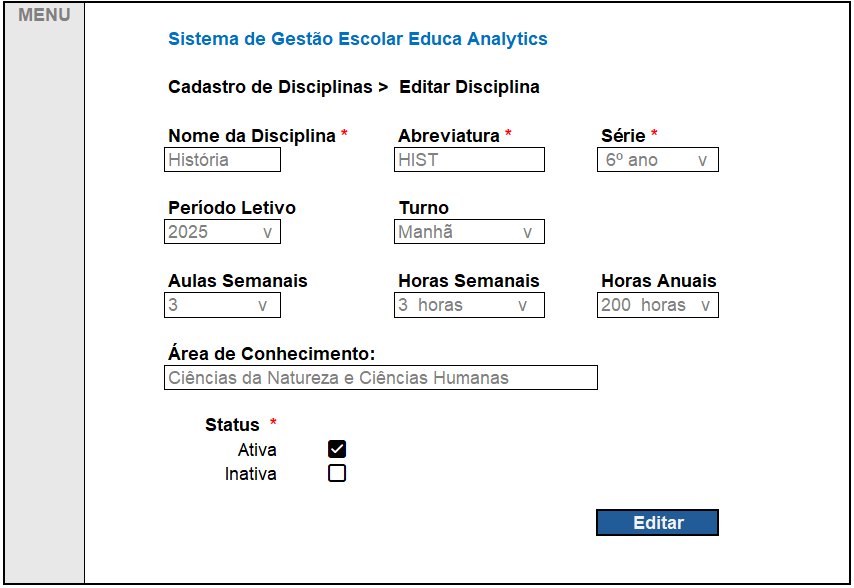 MENU
Sistema de Gestão Escolar Educa Analytics
Cadastro de Disciplinas > Editar Disciplina
Nome da Disciplina * Abreviatura * Série *
História HIST 6º ano v
Período Letivo Turno
2025 v Manhã v
Aulas Semanais Horas Semanais Horas Anuais
3 v 3 horas v 200 horas v
Área de Conhecimento:
Ciências da Natureza e Ciências Humanas
Status *
Ativa
Inativa
Editar